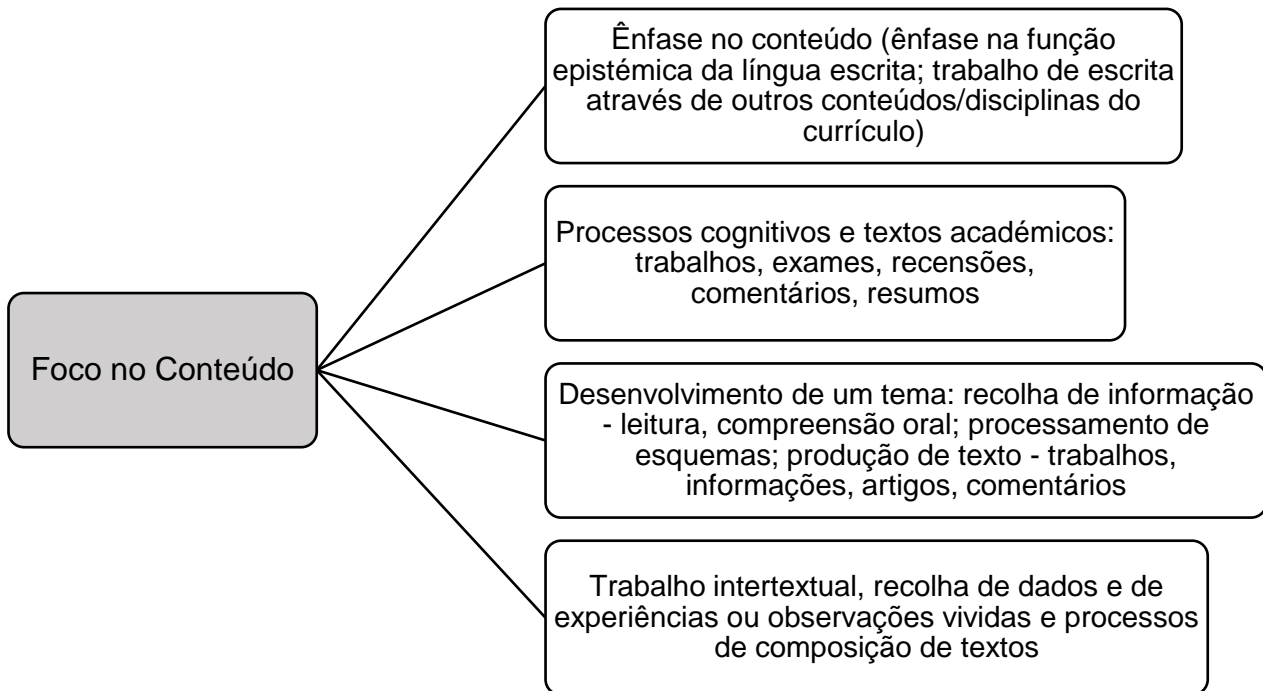 Ênfase no conteúdo (ênfase na função
epistémica da língua escrita; trabalho de escrita
através de outros conteúdos/disciplinas do
currículo)
Processos cognitivos e textos académicos:
trabalhos, exames, recensões,
comentários, resumos
Foco no Conteúdo
Desenvolvimento de um tema: recolha de informação
- leitura, compreensão oral; processamento de
esquemas; produção de texto - trabalhos,
informações, artigos, comentários
Trabalho intertextual, recolha de dados e de
experiências ou observações vividas e processos
de composição de textos